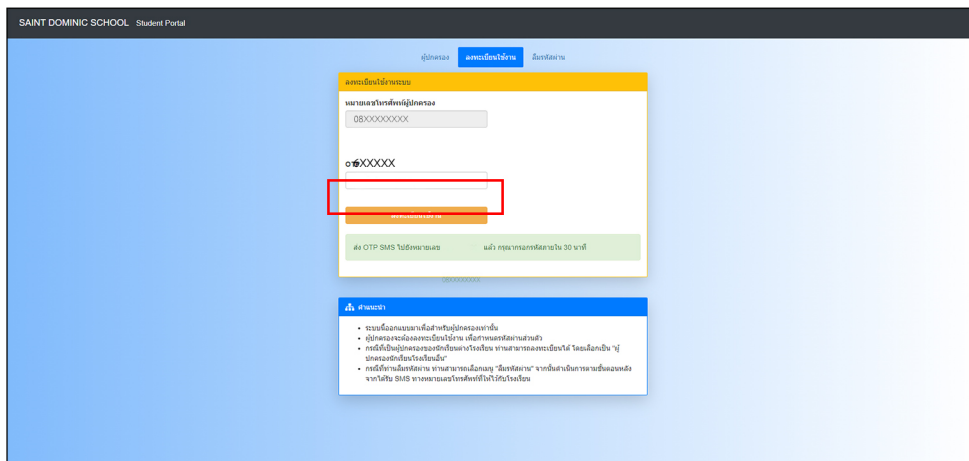 SAINT DOMINIC SCHOOL Student Portal
ผู้ปกครอง ลงทะเบียนใช้งาน ลืมรหัสผ่าน
ลงทะเบียนใช้งานระบบ
หมายเลขโทรศัพท์ผู้ปกครอง
08XXXXXXXX
XXXXX
ลงทะเบียนใช้งาน
ส่ง OTP SMS ไปยังหมายเลข แล้ว กรุณากรอกรหัสภายใน 30 นาที
08XXXXXXXX
คำแนะนำ
ระบบนี้ออกแบบมาเพื่อสำหรับผู้ปกครองเท่านั้น
ผู้ปกครองจะต้องลงทะเบียนใช้งาน เพื่อกำหนดรหัสผ่านส่วนตัว
กรณีที่เป็นผู้ปกครองของนักเรียนต่างโรงเรียน ท่านสามารถลงทะเบียนได้ โดยเลือกเป็น "ผู้
ปกครองนักเรียนโรงเรียนอื่น"
กรณีที่ท่านลืมรหัสผ่าน ท่านสามารถเลือกเมนู "ลืมรหัสผ่าน" จากนั้นดำเนินการตามขั้นตอนหลัง
จากได้รับ SMS ทางหมายเลขโทรศัพท์ที่ให้ไว้กับโรงเรียน